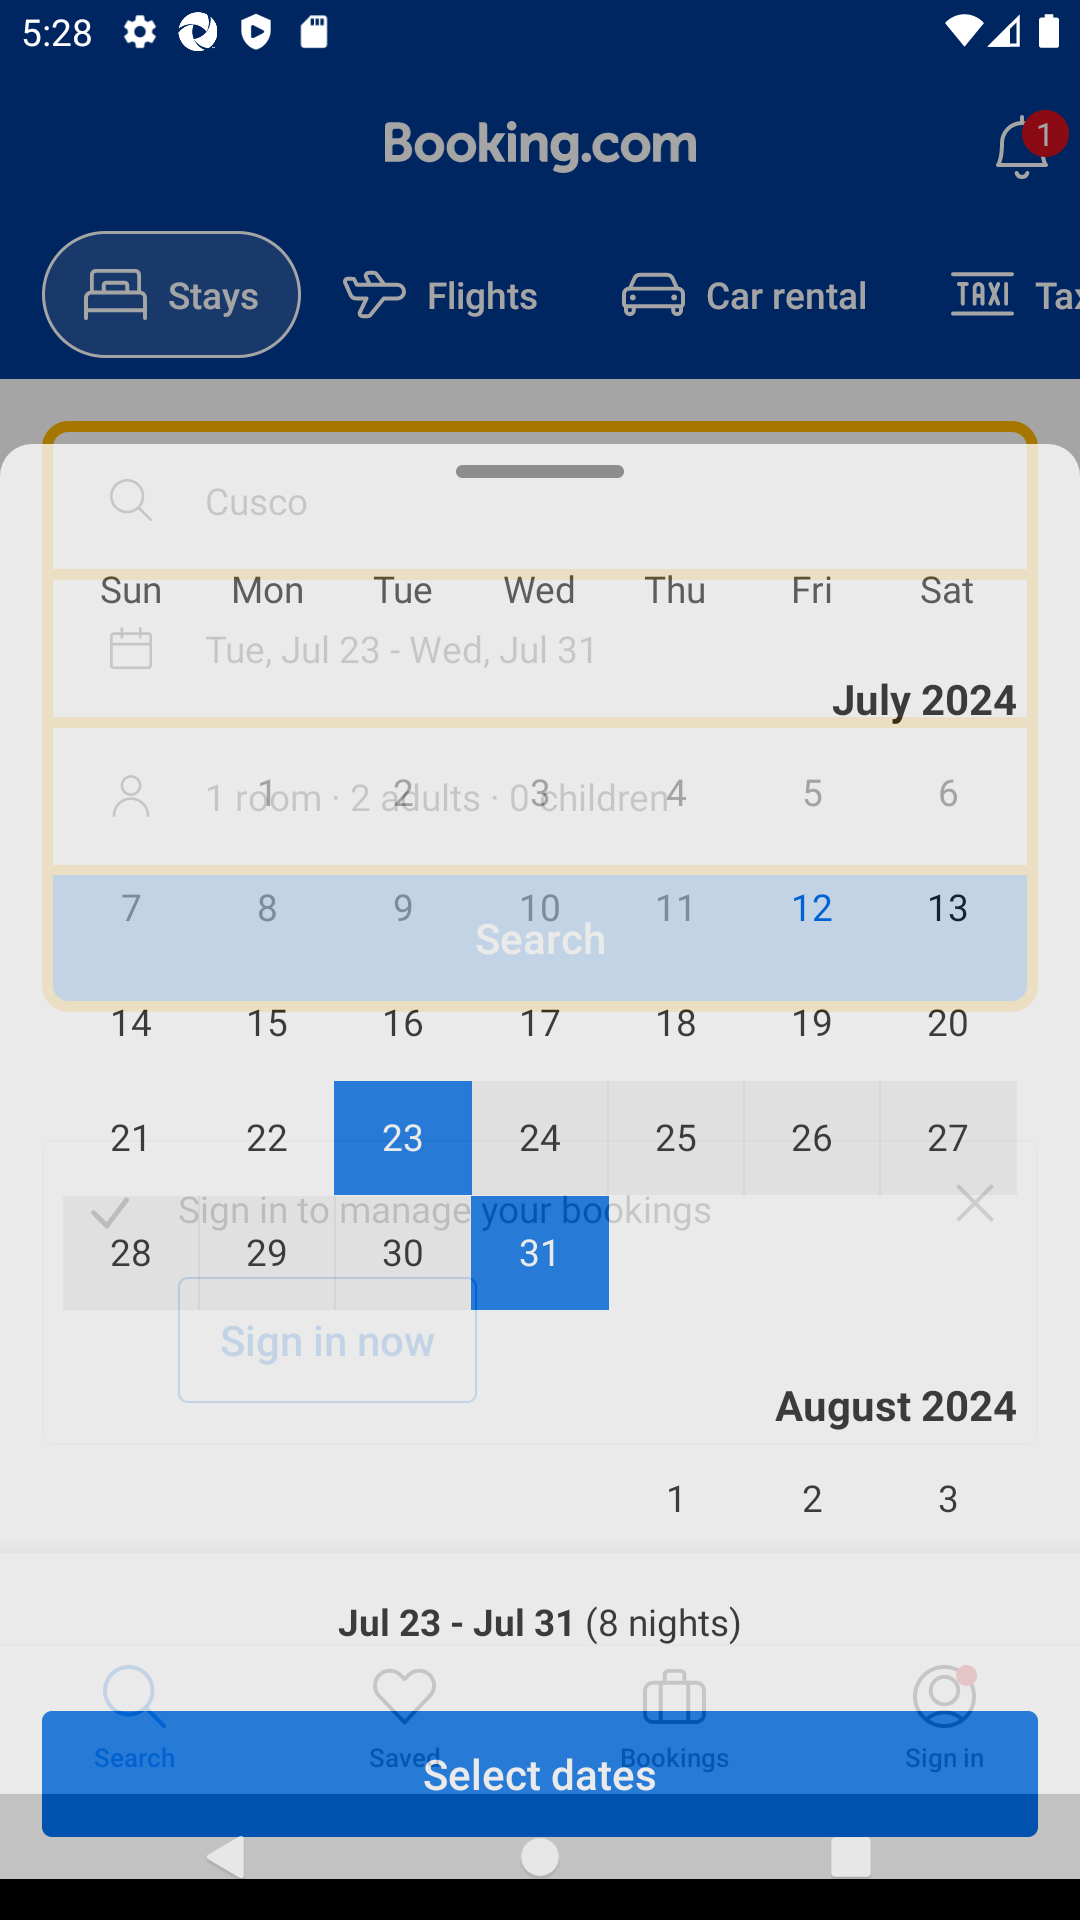 5:28
Booking.com
1
Stays
Flights
Car rental
TAXI
Tax
Cusco
Sun Mon Tue Wed Thu Fri Sat
Tue, Jul 23 - Wed, Jul 31
July 2024
1 room · 2 adults · 0 children
1 2 3 4 5 6
7 8 9 10 11 12 13
Search
14 15 16 17 18 19 20
21 22 23 24 25 26 27
Sign in to manage your bookings
28 29 30 31
Sign in now
August 2024
1 2 3
Jul 23 - Jul 31 (8 nights)
Search
Saved
Bookings
Sign in
Select dates